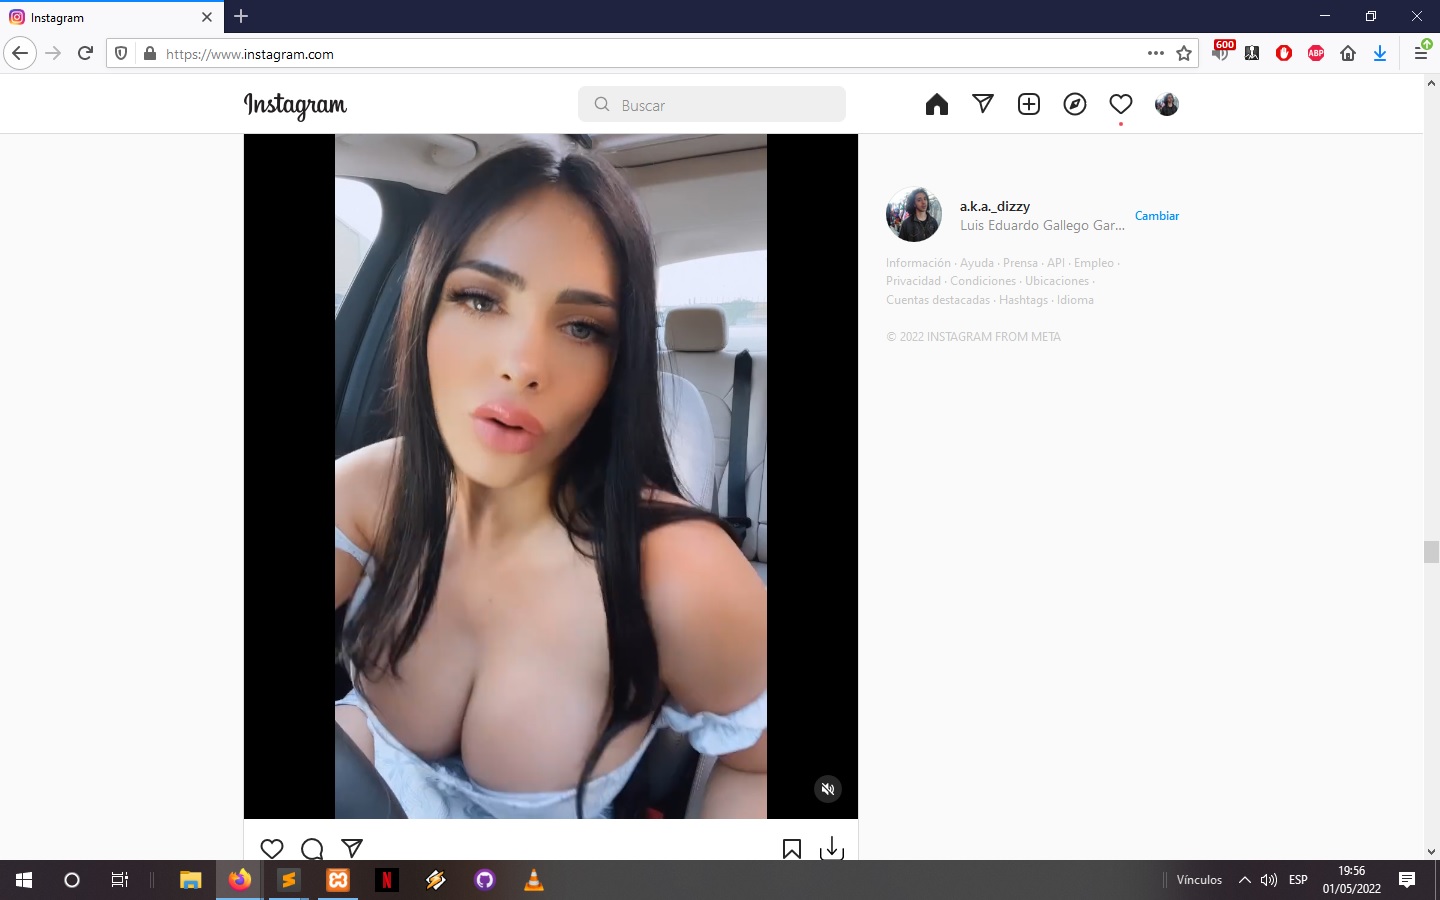 Instagram
https://www.instagram.com
600
ABP
Instagram
Buscar
a.k.a._dizzy
Luis Eduardo Gallego Gar...
Cambiar
Información · Ayuda · Prensa · API · Empleo ·
Privacidad · Condiciones · Ubicaciones ·
Cuentas destacadas · Hashtags · Idioma
© 2022 INSTAGRAM FROM META
N
Vínculos
ESP
19:56
01/05/2022